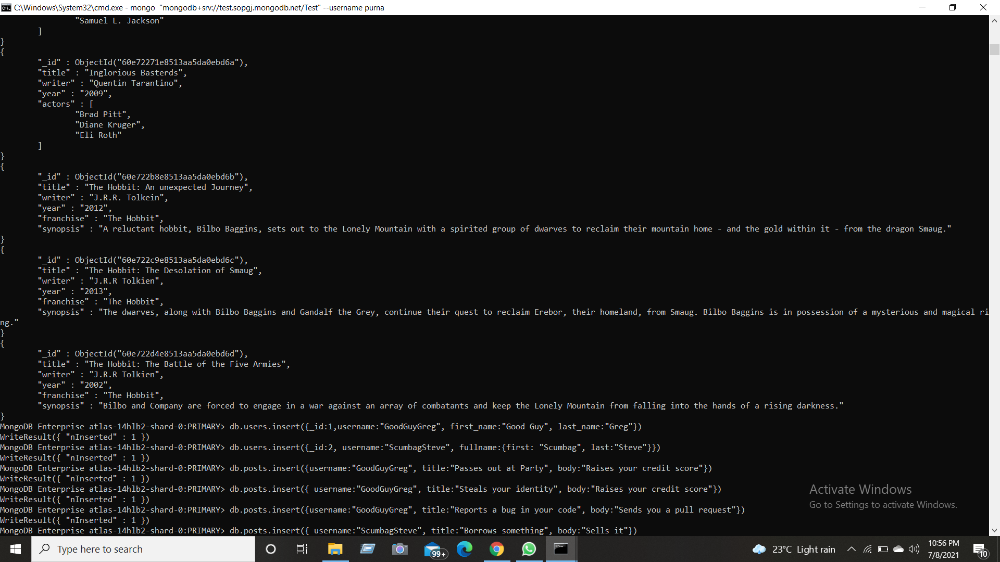 C:\Windows\System32\cmd.exe - mongo  "mongodb+srv://test.sopgj.mongodb.net/Test" --username purna
"Samuel L. Jackson"
]
}
{
"_id" : ObjectId("60e72271e8513aa5da0ebd6a"),
"title" : "Inglorious Basterds",
"writer" : "Quentin Tarantino",
"year" : "2009",
"actors" : [
"Brad Pitt",
"Diane Kruger",
"Eli Roth"
]
}
{
"_id" : ObjectId("60e722b8e8513aa5da0ebd6b"),
"title" : "The Hobbit: An unexpected Journey",
"writer" : "J.R.R. Tolkein",
"year" : "2012",
"franchise" : "The Hobbit",
"synopsis" : "A reluctant hobbit, Bilbo Baggins, sets out to the Lonely Mountain with a spirited group of dwarves to reclaim their mountain home - and the gold within it - from the dragon Smaug."
}
{
"_id" : ObjectId("60e722c9e8513aa5da0ebd6c"),
"title" : "The Hobbit: The Desolation of Smaug",
"writer" : "J.R.R Tolkien",
"year" : "2013",
"franchise" : "The Hobbit",
"synopsis" : "The dwarves, along with Bilbo Baggins and Gandalf the Grey, continue their quest to reclaim Erebor, their homeland, from Smaug. Bilbo Baggins is in possession of a mysterious and magical ri
ng."
}
{
"_id" : ObjectId("60e722d4e8513aa5da0ebd6d"),
"title" : "The Hobbit: The Battle of the Five Armies",
"writer" : "J.R.R Tolkien",
"year" : "2002",
"franchise" : "The Hobbit",
"synopsis" : "Bilbo and Company are forced to engage in a war against an array of combatants and keep the Lonely Mountain from falling into the hands of a rising darkness."
}
MongoDB Enterprise atlas-14hlb2-shard-0:PRIMARY> db.users.insert({_id:1,username:"GoodGuyGreg", first_name:"Good Guy", last_name:"Greg"})
WriteResult({ "nInserted" : 1 })
MongoDB Enterprise atlas-14hlb2-shard-0:PRIMARY> db.users.insert({_id:2, username:"ScumbagSteve", fullname:{first: "Scumbag", last:"Steve"}})
WriteResult({ "nInserted" : 1 })
MongoDB Enterprise atlas-14hlb2-shard-0:PRIMARY> db.posts.insert({username:"GoodGuyGreg", title:"Passes out at Party", body:"Raises your credit score"})
WriteResult({ "nInserted" : 1 })
MongoDB Enterprise atlas-14hlb2-shard-0:PRIMARY> db.posts.insert({ username:"GoodGuyGreg", title:"Steals your identity", body:"Raises your credit score"})
WriteResult({ "nInserted" : 1 })
MongoDB Enterprise atlas-14hlb2-shard-0:PRIMARY> db.posts.insert({username:"GoodGuyGreg", title:"Reports a bug in your code", body:"Sends you a pull request"})
WriteResult({ "nInserted" : 1 })
MongoDB Enterprise atlas-14hlb2-shard-0:PRIMARY> db.posts.insert({ username:"ScumbagSteve", title:"Borrows something", body:"Sells it"})
Activate Windows
Go to Settings to activate Windows.
Type here to search
99+
23°C Light rain
10:56 PM
7/8/2021
10